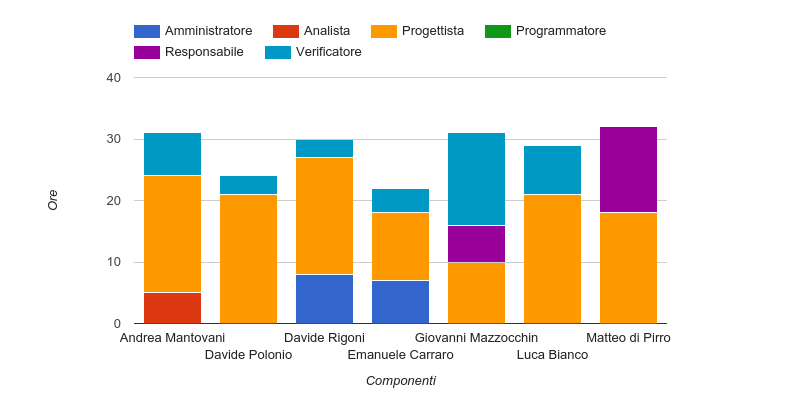 Amministratore Analista Progettista Programmatore
Responsabile Verificatore
40
30
20
10
0
Ore
Andrea Mantovani Davide Rigoni Giovanni Mazzocchin Matteo di Pirro
Davide Polonio Emanuele Carraro Luca Bianco
Componenti